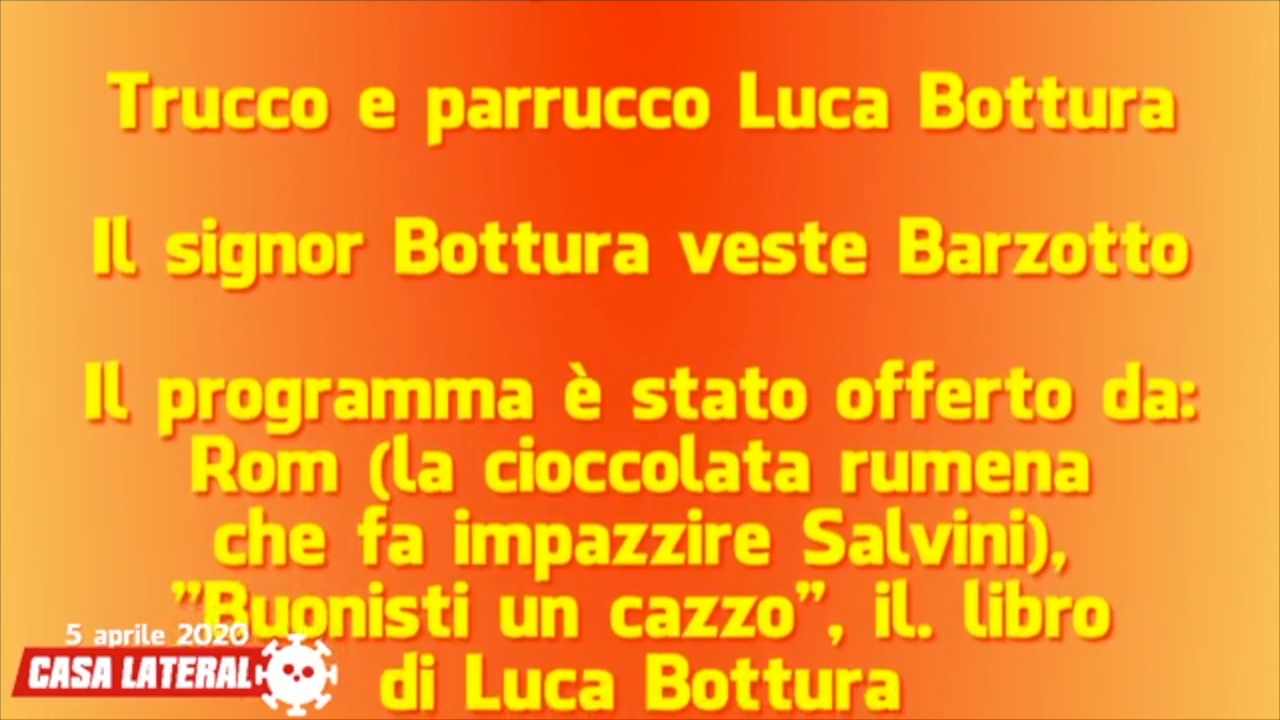 Trucco e parrucco Luca Bottura
Il signor Bottura veste Barzotto
Il programma è stato offerto da:
Rom (la cioccolata rumena
che fa impazzire Salvini),
”Buonisti un cazzo”, il. libro
di Luca Bottura
5 aprile 2020
CASA LATERAL